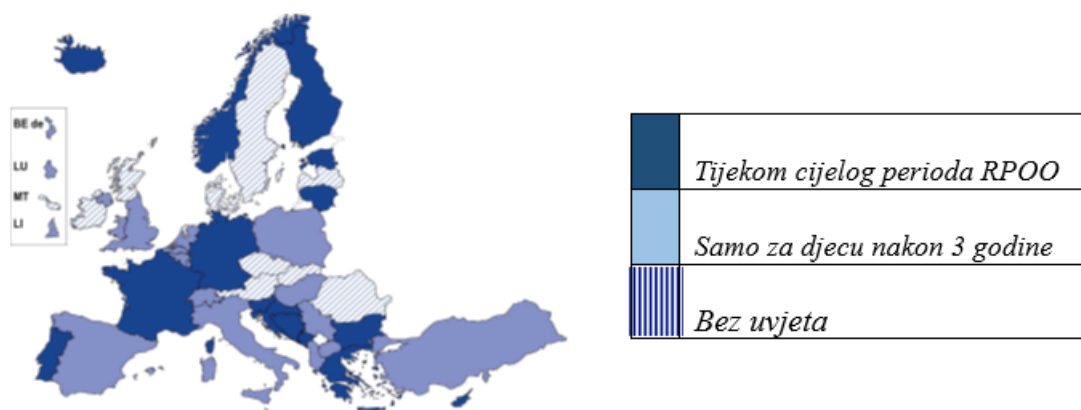 BE de
LU
MT
LI
Tijekom cijelog perioda RPOO
Samo za djecu nakon 3 godine
Bez uvjeta